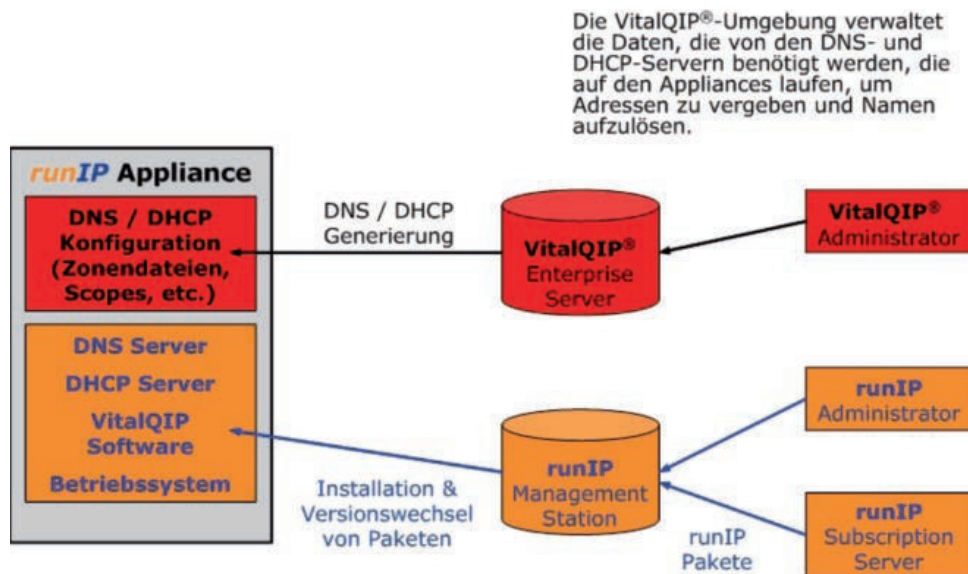 Die VitalQIP®-Umgebung verwaltet
die Daten, die von den DNS- und
DHCP-Servern benötigt werden, die
auf den Appliances laufen, um
Adressen zu vergeben und Namen
aufzulösen.
runIP Appliance
DNS / DHCP
Konfiguration
(Zonendateien,
Scopes, etc.)
DNS / DHCP
Generierung
VitalQIP®
Enterprise
Server
VitalQIP®
Administrator
DNS Server
DHCP Server
VitalQIP
Software
Betriebssystem
Installation &
Versionswechsel
von Paketen
runIP
Management
Station
runIP
Administrator
runIP
Pakete
runIP
Subscription
Server